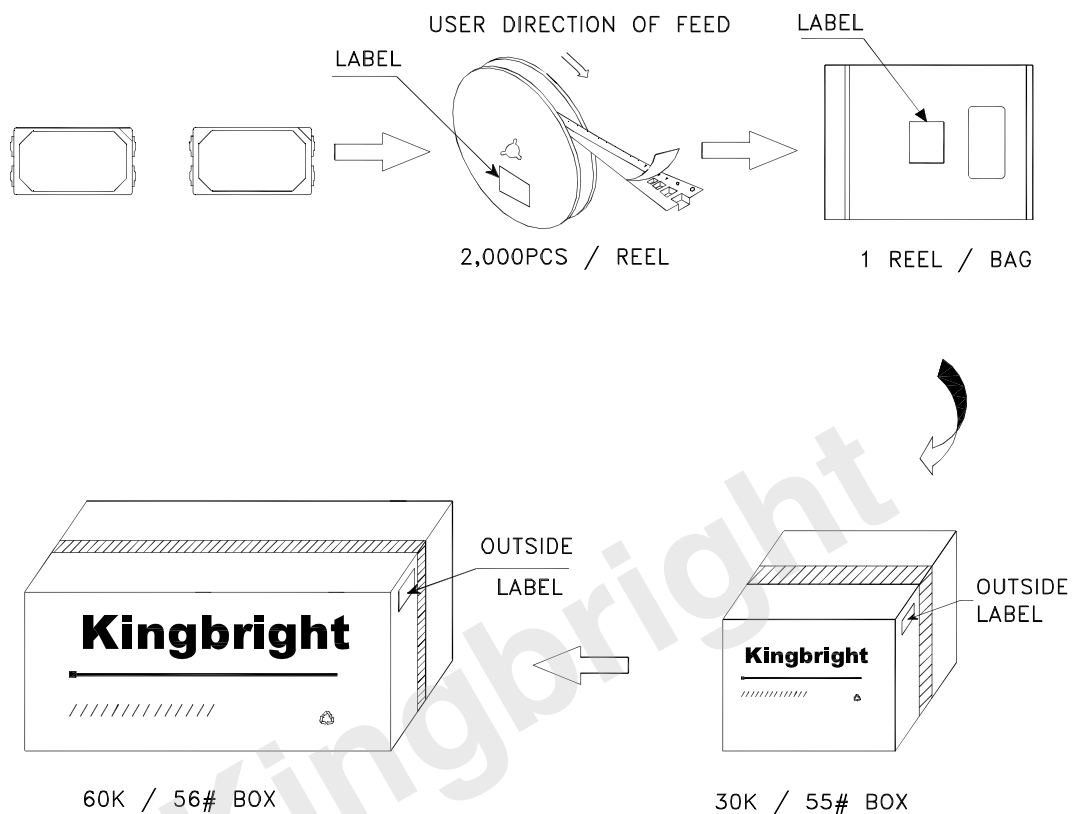 USER DIRECTION OF FEED
LABEL
LABEL
2,000PCS / REEL
1 REEL / BAG
OUTSIDE
LABEL
Kingbright
60K / 56# BOX
OUTSIDE
LABEL
Kingbright
30K / 55# BOX
Kingbright